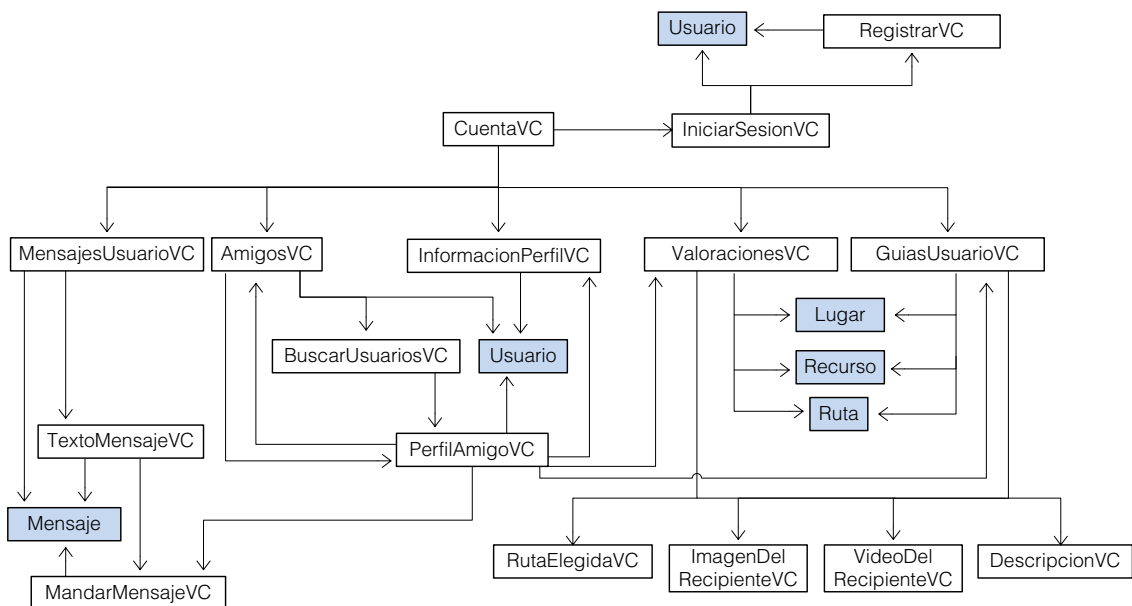 Usuario
RegistrarVC
CuentaVC
IniciarSesionVC
MensajesUsuarioVC
AmigosVC
InformacionPerfilVC
ValoracionesVC
GuiasUsuarioVC
Lugar
BuscarUsuariosVC
Usuario
Recurso
Ruta
TextoMensajeVC
PerfilAmigoVC
Mensaje
RutaElegidaVC
ImagenDel
RecipienteVC
VideoDel
RecipienteVC
DescripcionVC
MandarMensajeVC